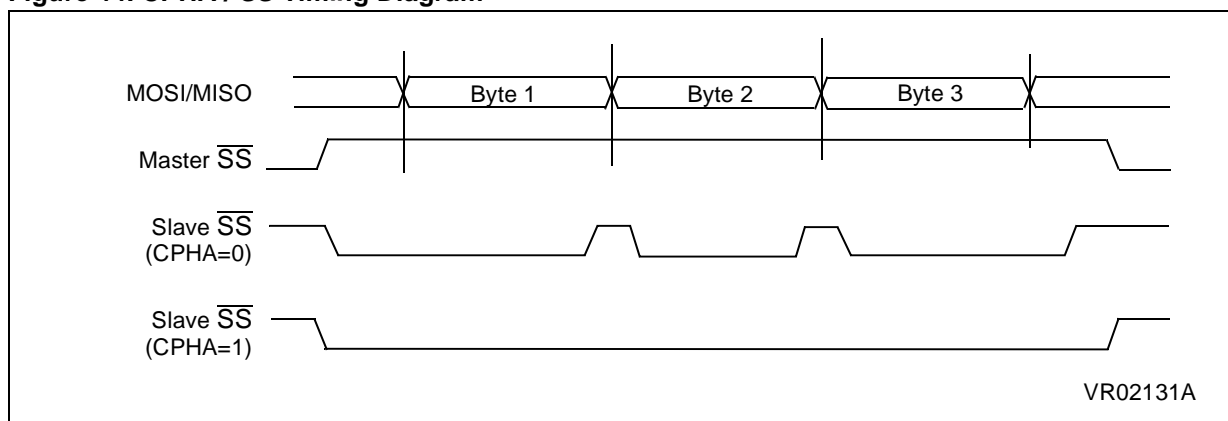 MOSI/MISO
Byte 1
Byte 2
Byte 3
Master SS
Slave SS
(CPHA=0)
Slave SS
(CPHA=1)
VR02131A